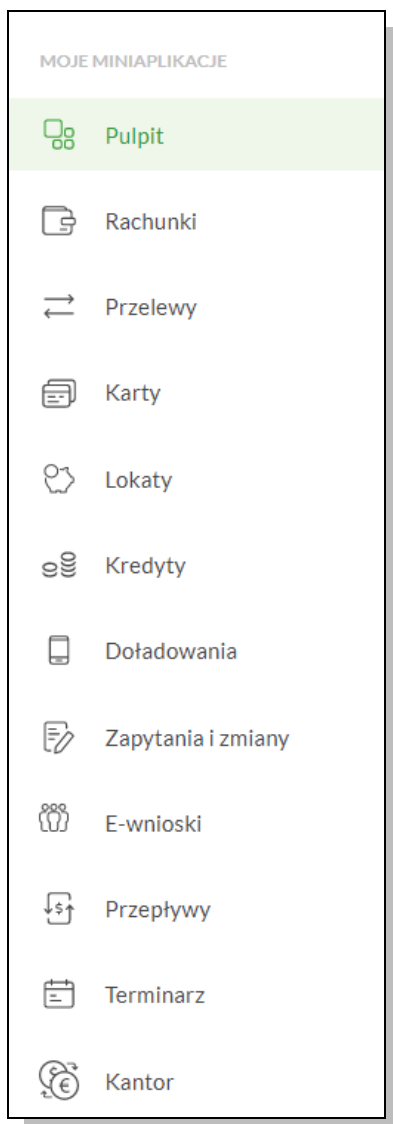 MOJE MINIAPLIKACJE
Pulpit
Rachunki
Przelewy
Karty
Lokaty
Kredyty
Doładowania
Zapytania i zmiany
E-wnioski
Przepływy
Terminarz
Kantor